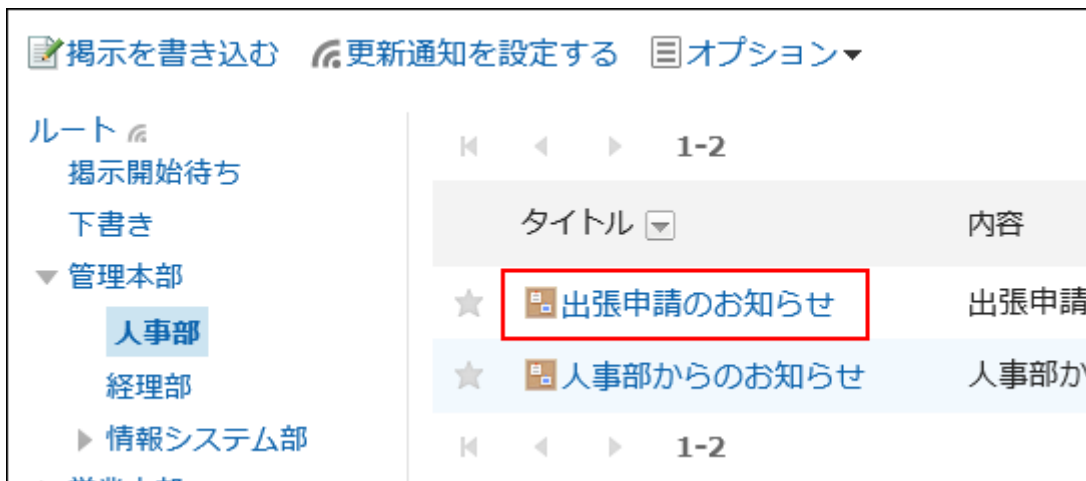 掲示を書き込む 更新通知を設定する オプション▼
ルート
掲示開始待ち
下書き
管理本部
人事部
経理部
情報システム部
1-2
タイトル 内容
出張申請のお知らせ 出張申請
人事部からのお知らせ 人事部か
1-2